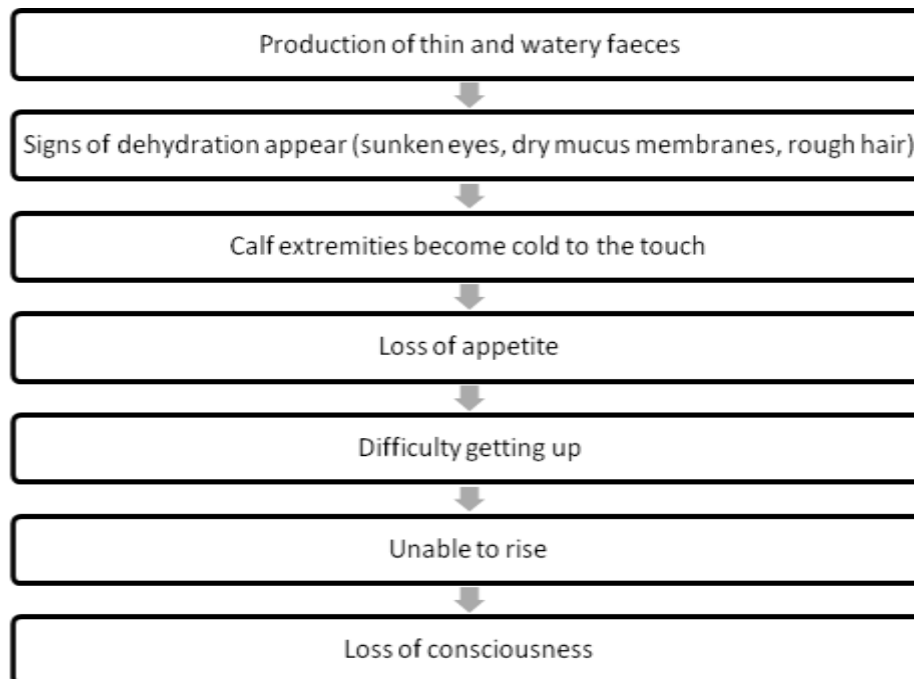 Production of thin and watery faeces
Signs of dehydration appear (sunken eyes, dry mucus membranes, rough hair)
Calf extremities become cold to the touch
Loss of appetite
Difficulty getting up
Unable to rise
Loss of consciousness